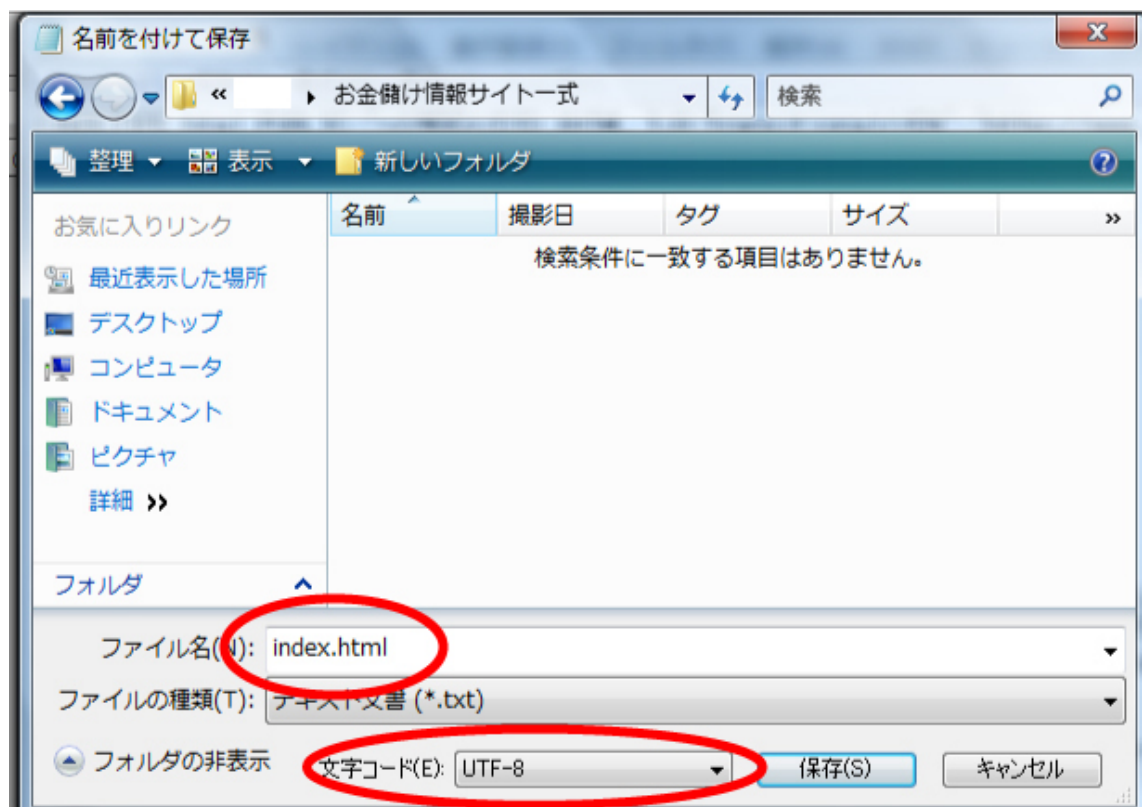 名前を付けて保存
« お金儲け情報サイト一式 検索
整理 表示 新しいフォルダ
お気に入りリンク
最近表示した場所
デスクトップ
コンピュータ
ドキュメント
ピクチャ
詳細 »
フォルダ
名前 撮影日 タグ サイズ »
検索条件に一致する項目はありません。
ファイル名(N): index.html
ファイルの種類(T): テキスト文書 (*.txt)
フォルダの非表示 文字コード(E): UTF-8 保存(S) キャンセル